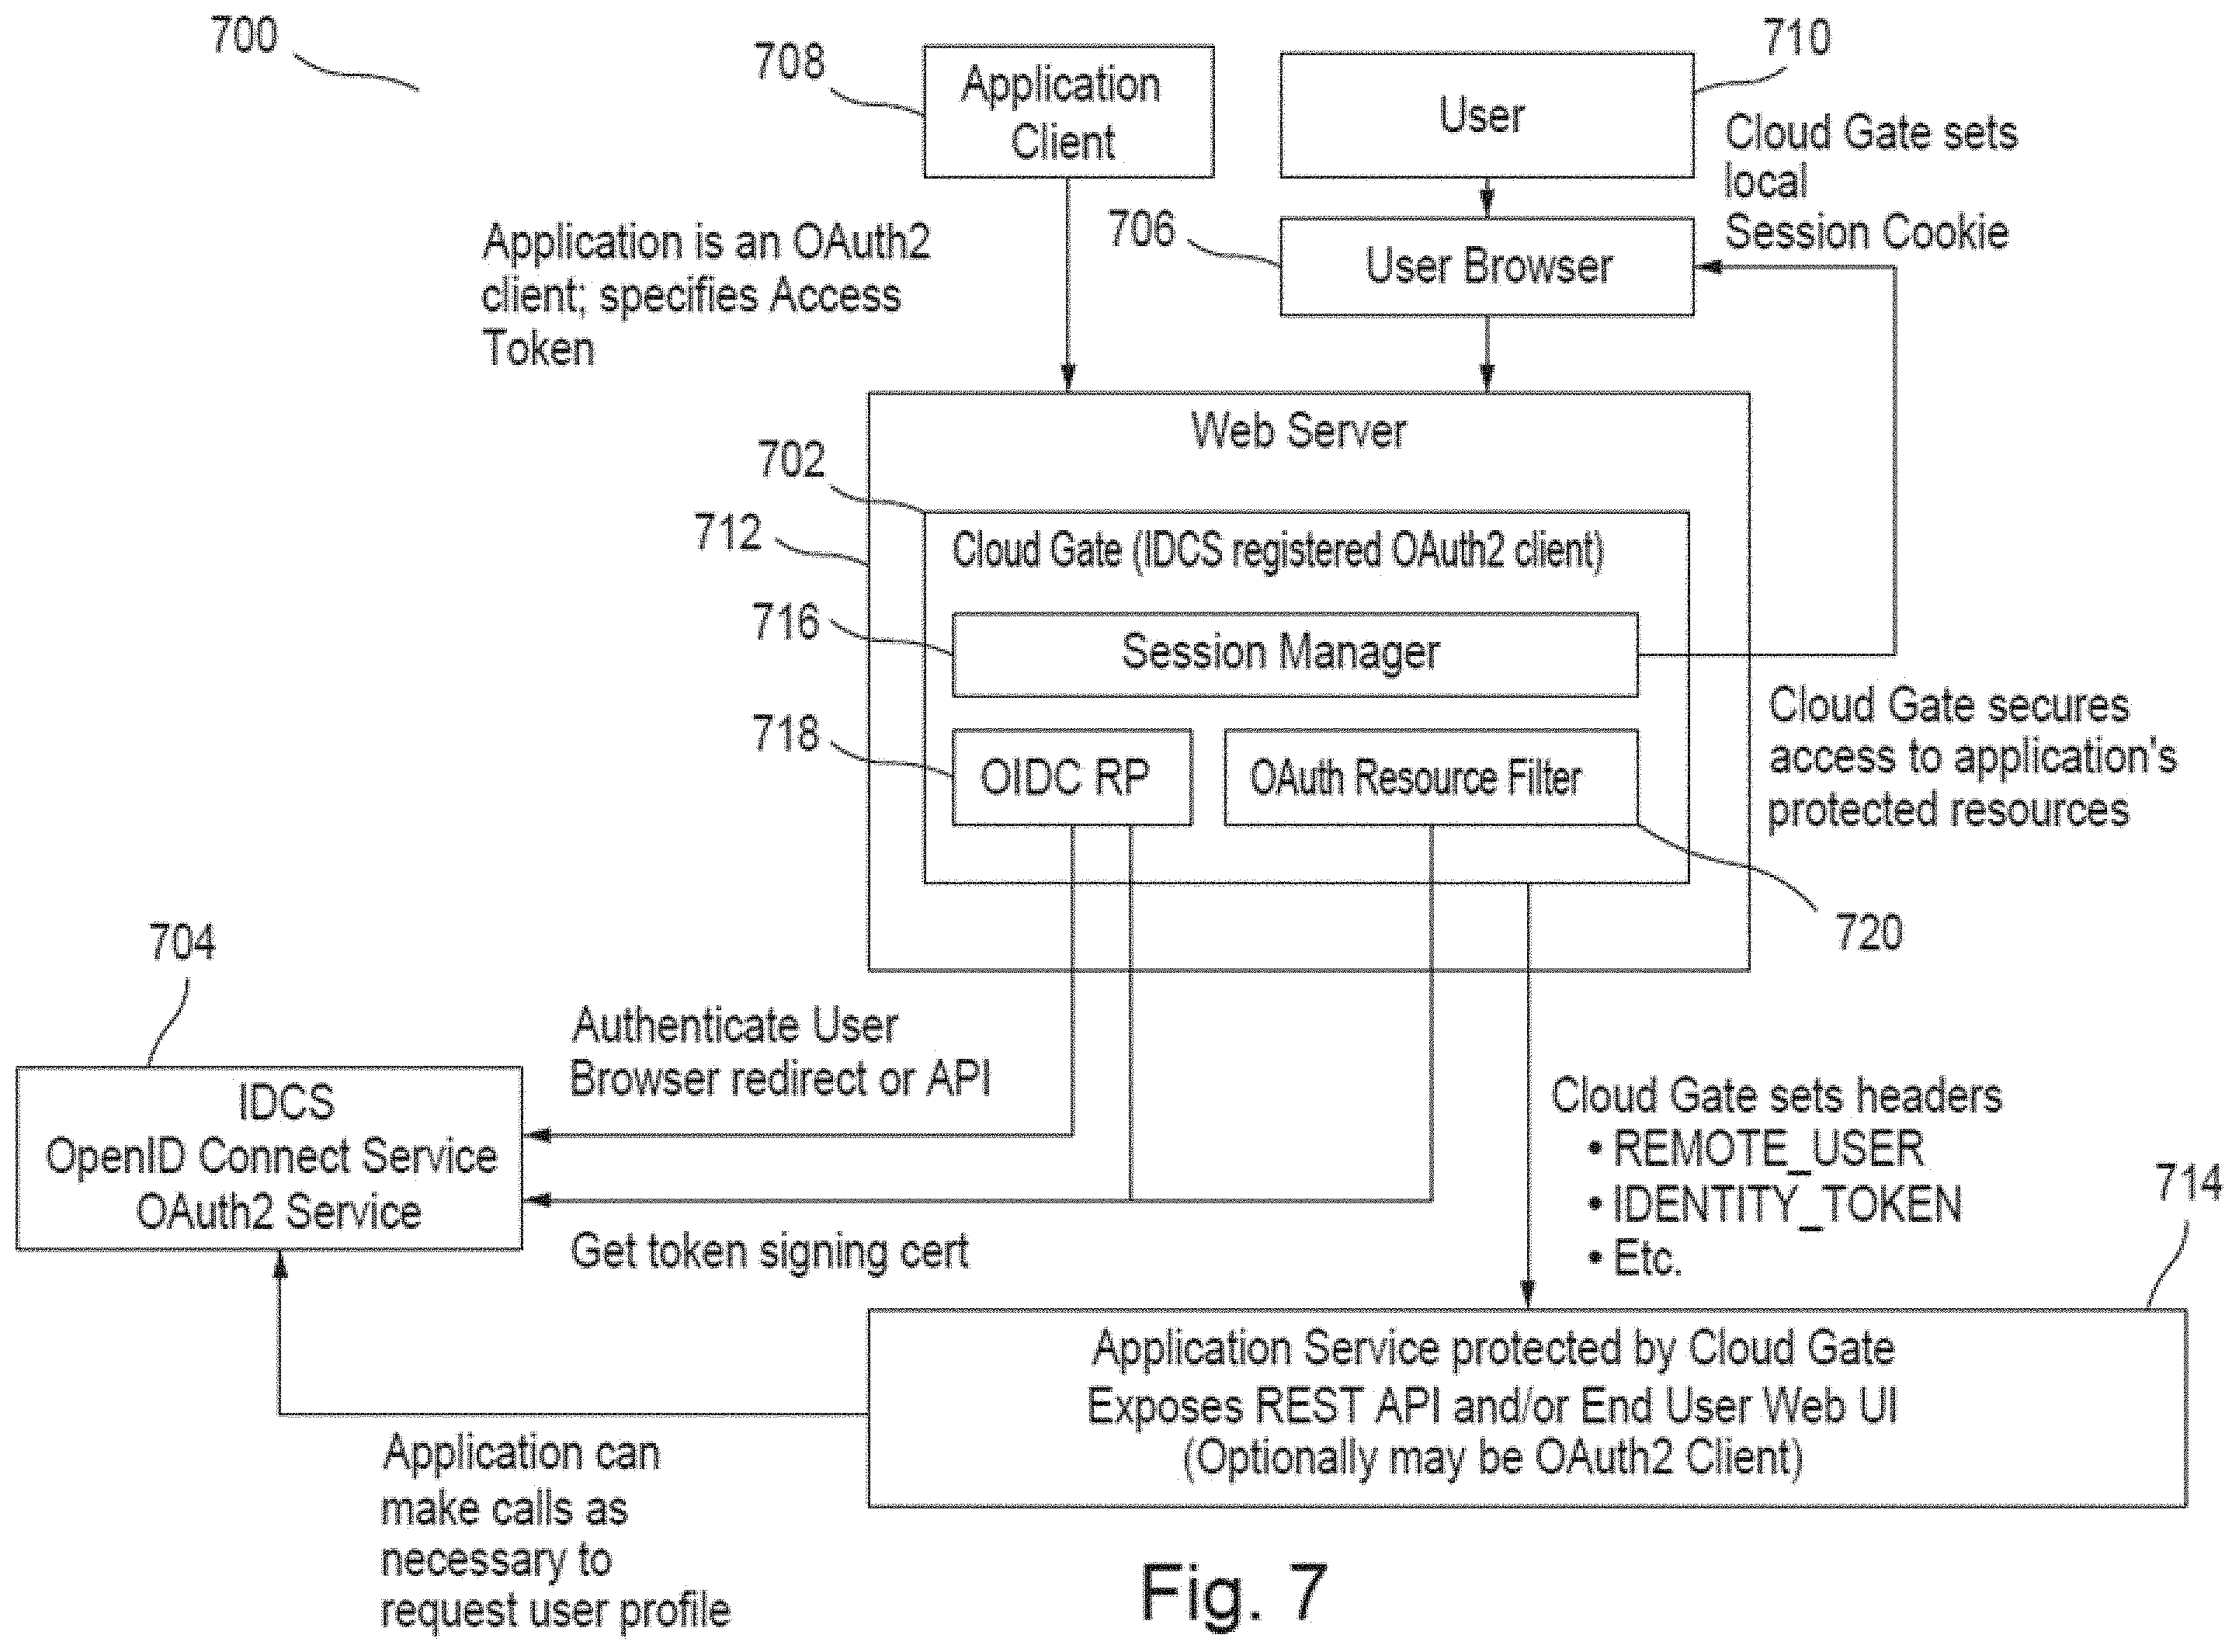 700
708
Application
Client
User
710
Cloud Gate sets
local
Session Cookie
706
User Browser
Application is an OAuth2
client; specifies Access
Token
Web Server
702
712
Cloud Gate (IDCS registered OAuth2 client)
716
Session Manager
718
OIDC RP
OAuth Resource Filter
Cloud Gate secures
access to application's
protected resources
720
704
Authenticate User
Browser redirect or API
IDCS
OpenID Connect Service
OAuth2 Service
Get token signing cert
Cloud Gate sets headers
• REMOTE_USER
• IDENTITY_TOKEN
• Etc.
714
Application Service protected by Cloud Gate
Exposes REST API and/or End User Web UI
(Optionally may be OAuth2 Client)
Application can
make calls as
necessary to
request user profile
Fig. 7